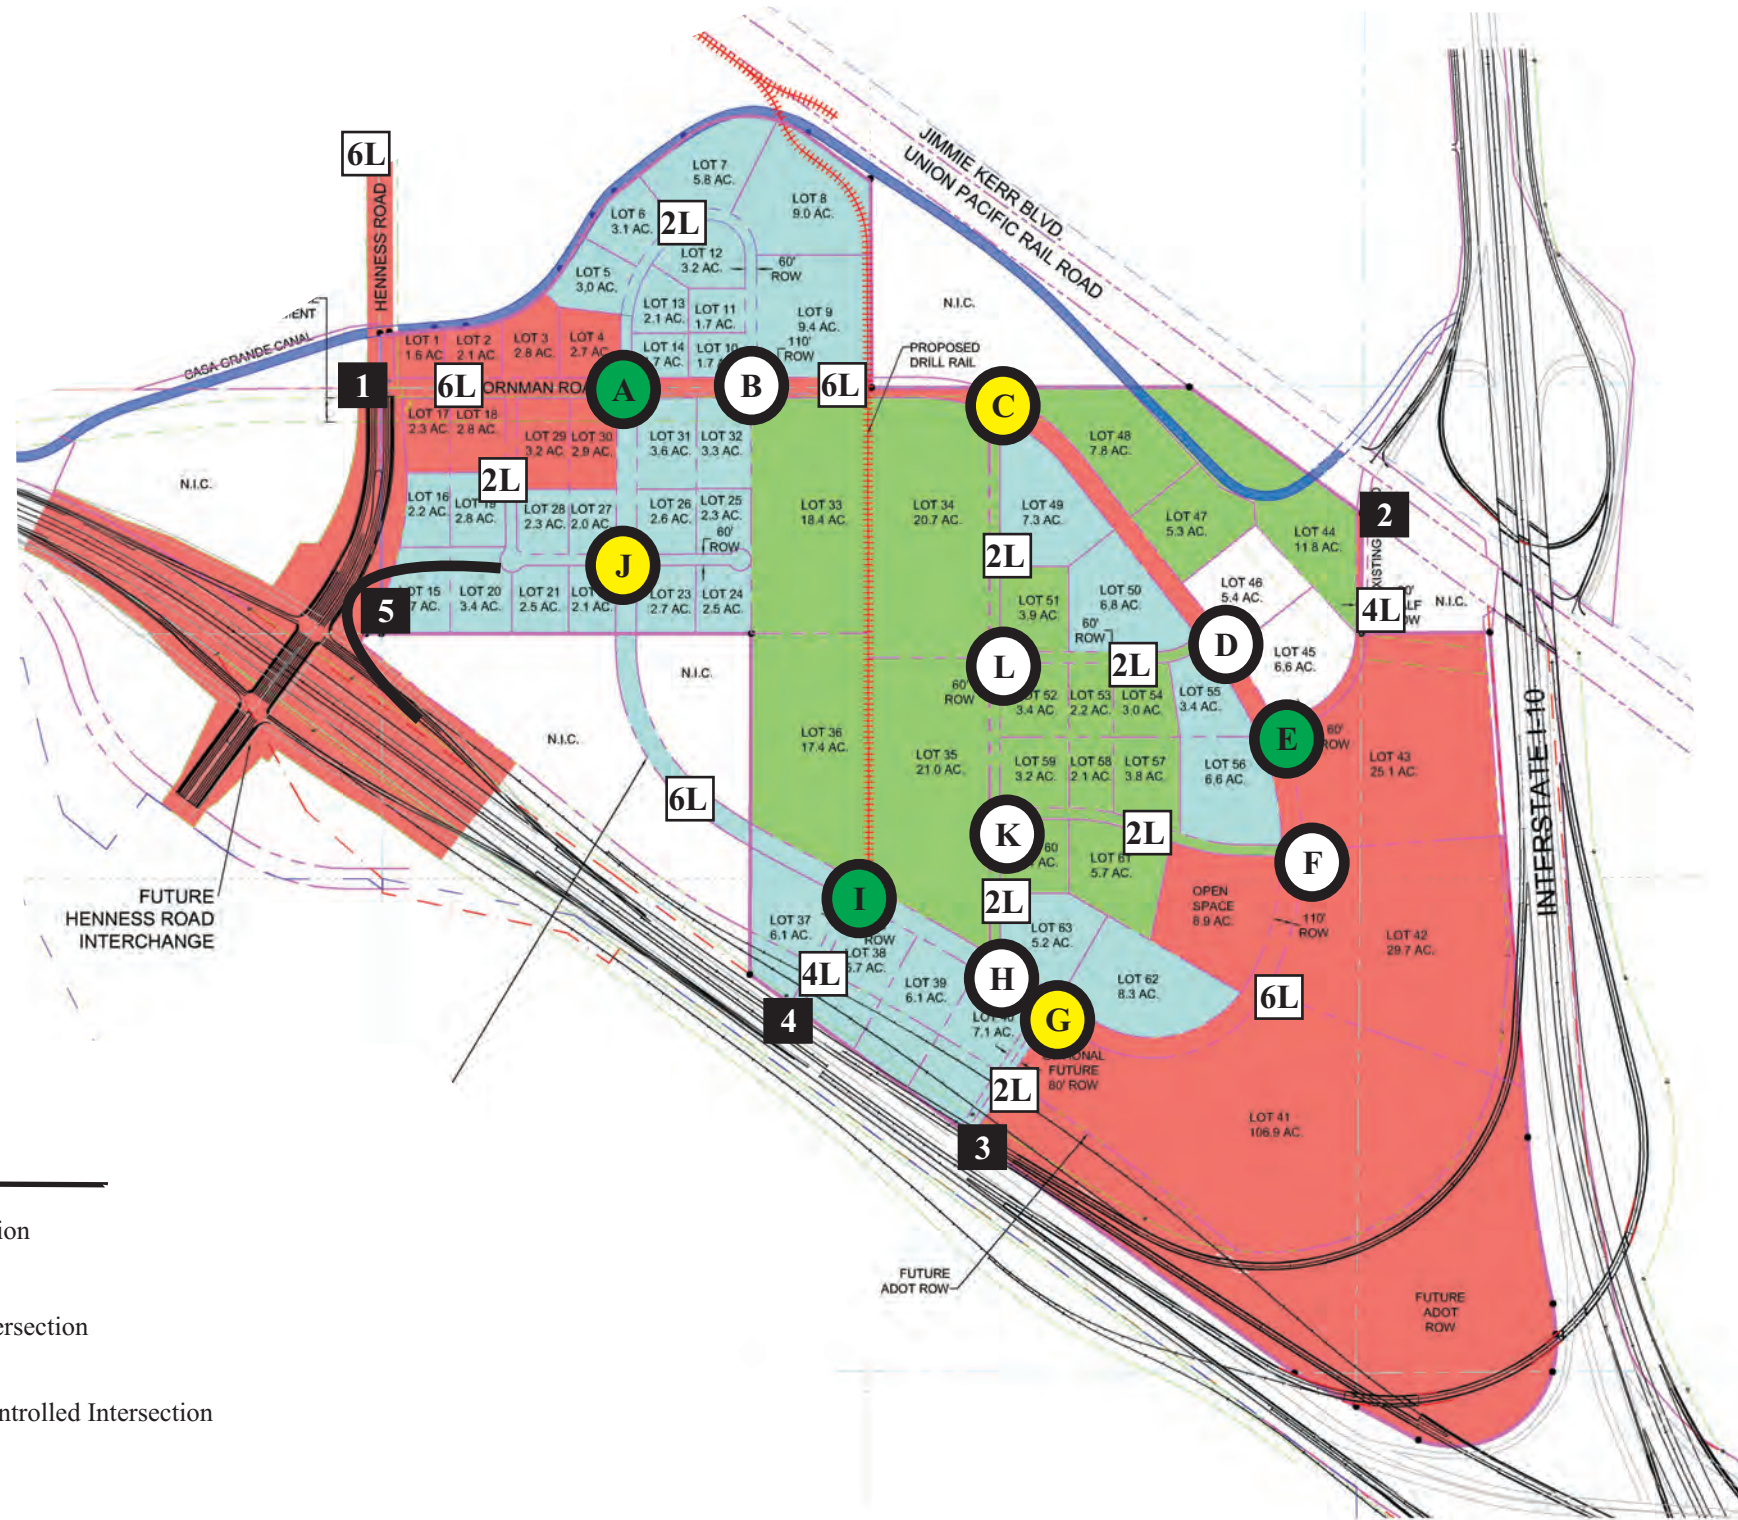 JIMMIE KERR BLVD.
UNION PACIFIC RAIL ROAD
6L
HENNESS ROAD
LOT 7
5.8 AC.
LOT 8
9.0 AC.
LOT 6
3.1 AC.
2L
LOT 12
3.2 AC.
60'
ROW
LOT 5
3.0 AC.
LOT 13
2.1 AC.
LOT 11
1.7 AC.
LOT 9
9.4 AC.
N.I.C.
CASA GRANDE CANAL
LOT 1
1.6 AC.
LOT 2
2.1 AC.
LOT 3
2.8 AC.
LOT 4
2.7 AC.
LOT 14
LOT 10
110'
ROW
PROPOSED
DRILL RAIL
1
6L
A
B
6L
C
LOT 17
2.3 AC.
LOT 18
2.8 AC.
LOT 29
3.2 AC.
LOT 30
2.9 AC.
LOT 31
3.6 AC.
LOT 32
3.3 AC.
LOT 48
7.8 AC.
N.I.C.
2L
LOT 16
2.2 AC.
2.8 AC.
LOT 28
2.3 AC.
LOT 27
2.0 AC.
LOT 26
2.6 AC.
LOT 25
2.3 AC.
60'
ROW
LOT 33
18.4 AC.
LOT 34
20.7 AC.
LOT 49
7.3 AC.
LOT 47
5.3 AC.
LOT 44
11.8 AC.
2
2L
J
5
LOT 20
3.4 AC.
LOT 21
2.5 AC.
2.1 AC.
LOT 23
2.7 AC.
LOT 24
2.5 AC.
LOT 51
3.9 AC.
LOT 50
6.8 AC.
60'
ROW
LOT 46
5.4 AC.
4L
N.I.C.
L
2L
D
LOT 45
6.6 AC.
N.I.C.
60'
ROW
3.4 AC.
LOT 53
2.2 AC.
LOT 54
3.0 AC.
LOT 55
3.4 AC.
N.I.C.
LOT 36
17.4 AC.
LOT 35
21.0 AC.
LOT 59
3.2 AC.
LOT 58
2.1 AC.
LOT 57
3.8 AC.
LOT 56
6.6 AC.
E
LOT 43
25.1 AC.
INTERSTATE I-10
6L
K
2L
LOT 61
5.7 AC.
F
FUTURE
HENNESS ROAD
INTERCHANGE
I
2L
OPEN
SPACE
8.9 AC.
110'
ROW
LOT 37
6.1 AC.
ROW
LOT 38
LOT 63
5.2 AC.
LOT 42
29.7 AC.
4L
LOT 39
6.1 AC.
H
LOT 62
8.3 AC.
6L
4
7.1 AC.
G
FUTURE
80' ROW
2L
LOT 41
106.9 AC.
3
FUTURE
ADOT ROW
FUTURE
ADOT
ROW
ntrolled Intersection